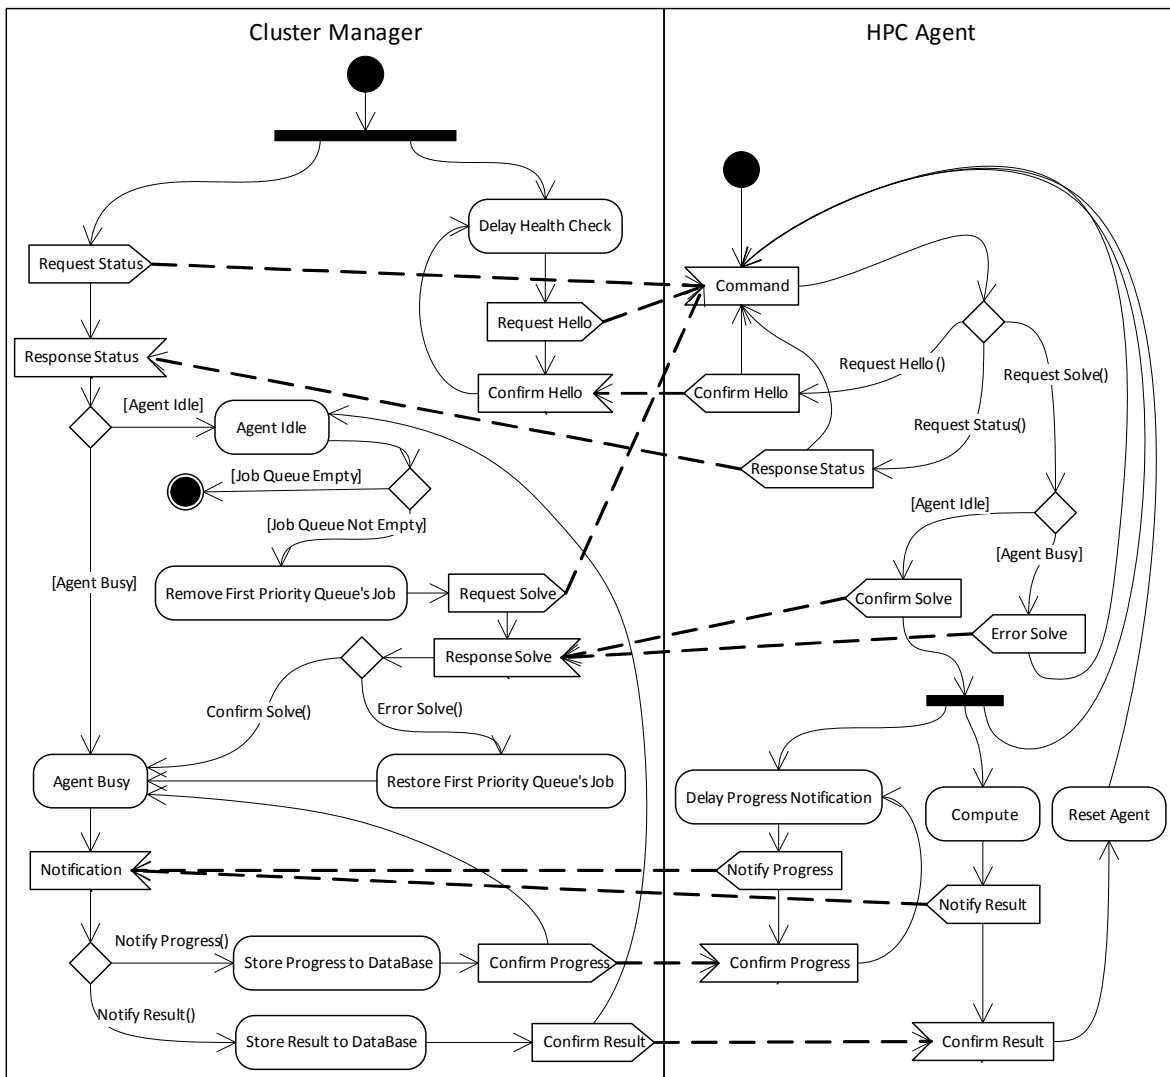 Cluster Manager
HPC Agent
Delay Health Check
Request Status
Command
Request Hello
Response Status
Request Hello ()
Request Solve()
Confirm Hello
Confirm Hello
[Agent Idle]
Agent Idle
Request Status()
[Job Queue Empty]
Response Status
[Job Queue Not Empty]
[Agent Idle]
[Agent Busy]
[Agent Busy]
Remove First Priority Queue's Job
Request Solve
Confirm Solve
Error Solve
Response Solve
Confirm Solve()
Error Solve()
Agent Busy
Restore First Priority Queue's Job
Delay Progress Notification
Compute
Reset Agent
Notification
Notify Progress
Notify Result
Notify Progress()
Store Progress to DataBase
Confirm Progress
Confirm Progress
Notify Result()
Store Result to DataBase
Confirm Result
Confirm Result